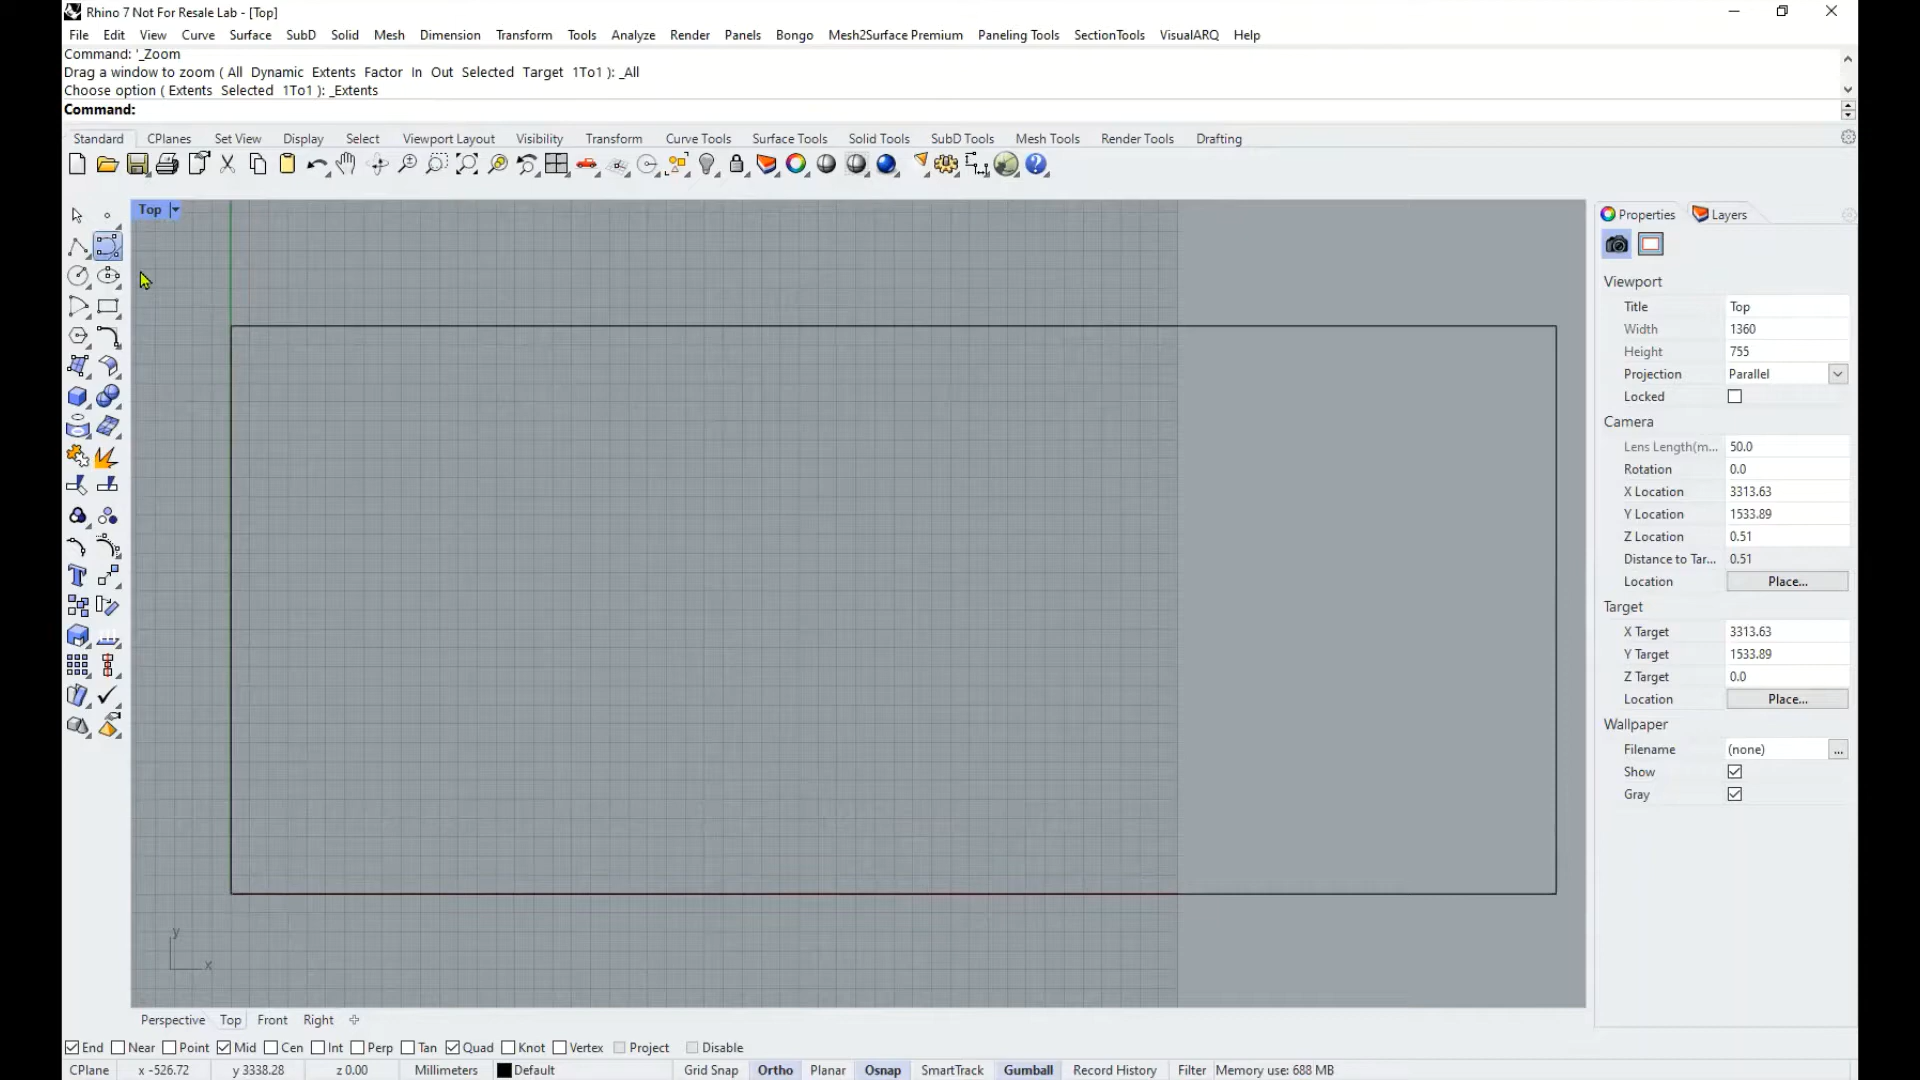 Rhino 7 Not For Resale Lab - [Top]
File Edit View Curve Surface SubD Solid Mesh Dimension Transform Tools Analyze Render Panels Bongo Mesh2Surface Premium Paneling Tools SectionTools VisualARQ Help
Command: '_Zoom
Drag a window to zoom ( All Dynamic Extents Factor In Out Selected Target 1To1 ): _All
Choose option ( Extents Selected 1To1 ): _Extents
Command:
Standard CPlanes Set View Display Select Viewport Layout Visibility Transform Curve Tools Surface Tools Solid Tools SubD Tools Mesh Tools Render Tools Drafting
Top
Properties Layers
Viewport
Title Top
Width 1360
Height 755
Projection Parallel
Locked
Camera
Lens Length(m... 50.0
Rotation 0.0
X Location 3313.63
Y Location 1533.89
Z Location 0.51
Distance to Tar... 0.51
Location Place...
Target
X Target 3313.63
Y Target 1533.89
Z Target 0.0
Location Place...
Wallpaper
Filename (none) ...
Show
Gray
y
x
Perspective Top Front Right
End Near Point Mid Cen Int Perp Tan Quad Knot Vertex Project Disable
CPlane x -526.72 y 3338.28 z 0.00 Millimeters Default Grid Snap Ortho Planar Osnap SmartTrack Gumball Record History Filter Memory use: 688 MB